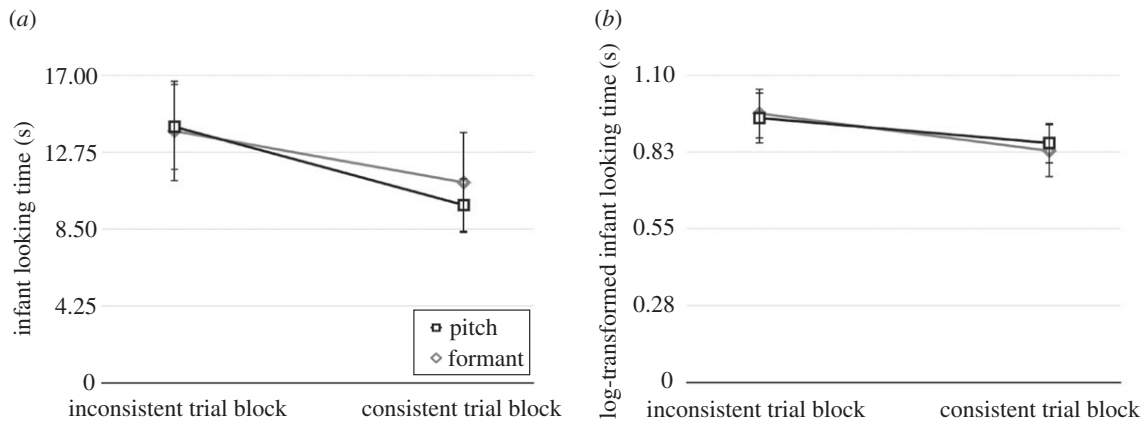 (a)
infant looking time (s)
17.00
12.75
8.50
4.25
0
pitch
formant
inconsistent trial block
consistent trial block
(b)
log-transformed infant looking time (s)
1.10
0.83
0.55
0.28
0
inconsistent trial block
consistent trial block